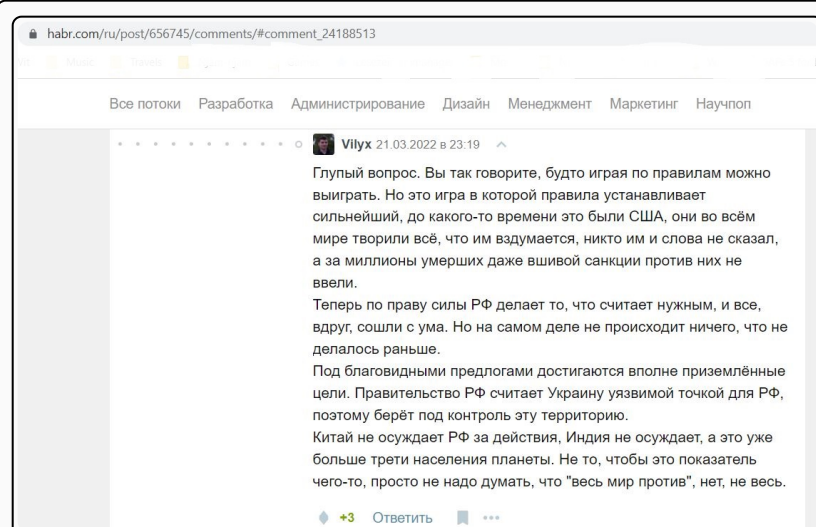 habr.com/ru/post/656745/comments/#comment_24188513
Все потоки Разработка Администрирование Дизайн Менеджмент Маркетинг Научпоп
Vilyx 21.03.2022 в 23:19
Глупый вопрос. Вы так говорите, будто играя по правилам можно
выиграть. Но это игра в которой правила устанавливает
сильнейший, до какого-то времени это были США, они во всём
мире творили всё, что им вздумается, никто им и слова не сказал,
а за миллионы умерших даже вшивой санкции против них не
ввели.
Теперь по праву силы РФ делает то, что считает нужным, и все,
вдруг, сошли с ума. Но на самом деле не происходит ничего, что не
делалось раньше.
Под благовидными предлогами достигаются вполне приземлённые
цели. Правительство РФ считает Украину уязвимой точкой для РФ,
поэтому берёт под контроль эту территорию.
Китай не осуждает РФ за действия, Индия не осуждает, а это уже
больше трети населения планеты. Не то, чтобы это показатель
чего-то, просто не надо думать, что "весь мир против", нет, не весь.
+3 Ответить